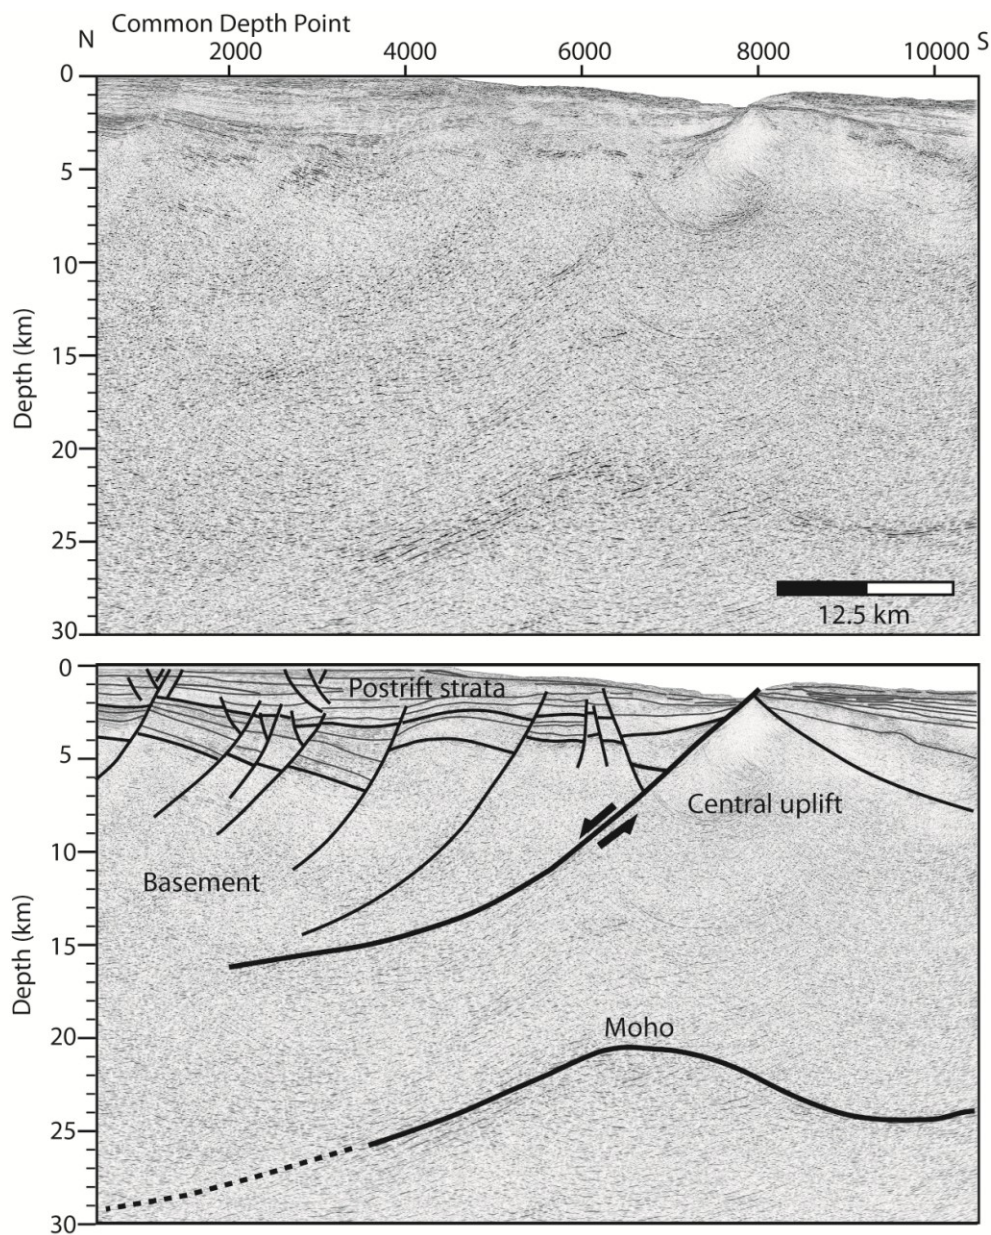 Common Depth Point
N 2000 4000 6000 8000 10000 S
0
5
10
15
20
25
30
Depth (km)
12.5 km
0
5
10
15
20
25
30
Depth (km)
Postrift strata
Central uplift
Basement
Moho